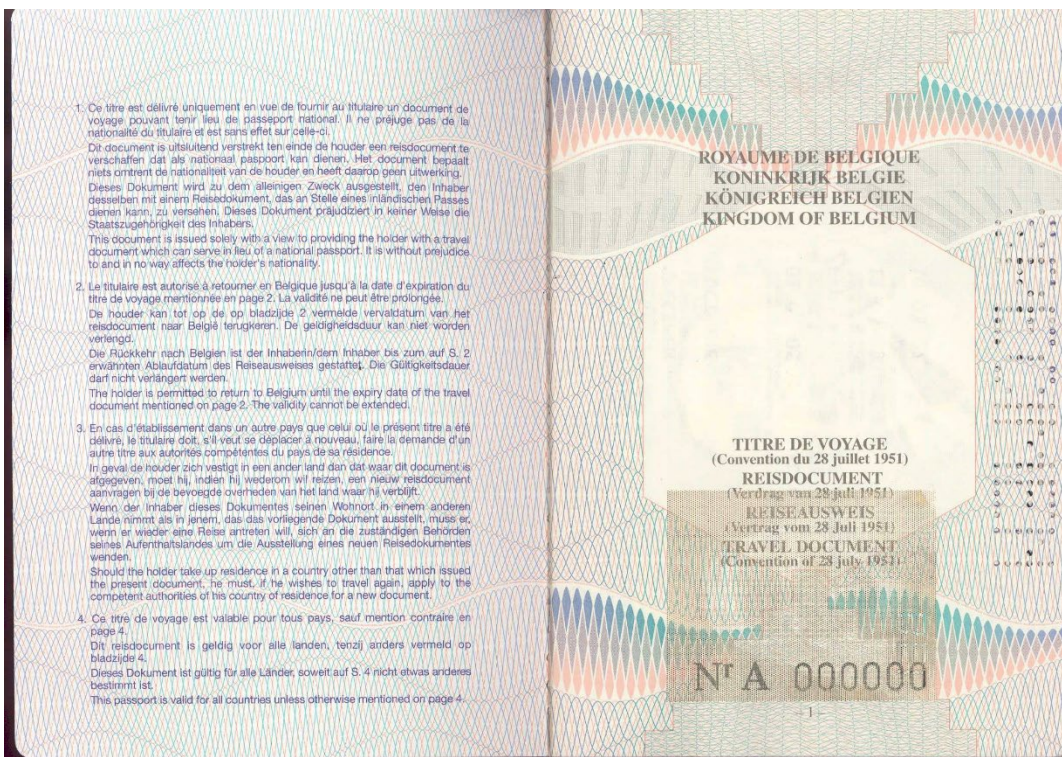 1. Ce titre est délivré uniquement en vue de fournir au titulaire un document de
voyage pouvant tenir lieu de passeport national. Il ne préjuge pas de la
nationalité du titulaire et est sans effet sur celle-ci.
Dit document is uitsluitend verstrekt ten einde de houder een reisdocument te
verschaffen dat als nationaal paspoort kan dienen. Het document bepaalt
niets omtrent de nationaliteit van de houder en heeft daarop geen uitwerking.
Dieses Dokument wird zu dem alleinigen Zweck ausgestellt, den Inhaber
desselben mit einem Reisedokument, das an Stelle eines inländischen Passes
dienen kann, zu versehen. Dieses Dokument präjudiziert in keiner Weise die
Staatszugehörigkeit des Inhabers.
This document is issued solely with a view to providing the holder with a travel
document which can serve in lieu of a national passport. It is without prejudice
to and in no way affects the holder's nationality.
2. Le titulaire est autorisé à retourner en Belgique jusqu'à la date d'expiration du
titre de voyage mentionnée en page 2. La validité ne peut être prolongée.
De houder kan tot op de op bladzijde 2 vermelde vervaldatum van het
reisdocument naar België terugkeren. De geldigheidsduur kan niet worden
verlengd.
Die Rückkehr nach Belgien ist der Inhaberin/dem Inhaber bis zum auf S. 2
erwähnten Ablaufdatum des Reiseausweises gestattet. Die Gültigkeitsdauer
darf nicht verlängert werden.
The holder is permitted to return to Belgium until the expiry date of the travel
document mentioned on page 2. The validity cannot be extended.
3. En cas d'établissement dans un autre pays que celui où le présent titre a été
délivré, le titulaire doit, s'il veut se déplacer à nouveau, faire la demande d'un
autre titre aux autorités compétentes du pays de sa résidence.
In geval de houder zich vestigt in een ander land dan dat waar dit document is
afgegeven, moet hij, indien hij wederom wil reizen, een nieuw reisdocument
aanvragen bij de bevoegde overheden van het land waar hij verblijft.
Wenn der Inhaber dieses Dokumentes seinen Wohnort in einem anderen
Lande nimmt als in jenem, das das vorliegende Dokument ausstellt, muss er,
wenn er wieder eine Reise antreten will, sich an die zuständigen Behörden
seines Aufenthaltslandes um die Ausstellung eines neuen Reisedokumentes
wenden.
Should the holder take up residence in a country other than that which issued
the present document, he must, if he wishes to travel again, apply to the
competent authorities of his country of residence for a new document.
4. Ce titre de voyage est valable pour tous pays, sauf mention contraire en
page 4.
Dit reisdocument is geldig voor alle landen, tenzij anders vermeld op
bladzijde 4.
Dieses Dokument ist gültig für alle Länder, soweit auf S. 4 nicht etwas anderes
bestimmt ist.
This passport is valid for all countries unless otherwise mentioned on page 4.
ROYAUME DE BELGIQUE
KONINKRIJK BELGIE
KÖNIGREICH BELGIEN
KINGDOM OF BELGIUM
TITRE DE VOYAGE
(Convention du 28 juillet 1951)
REISDOCUMENT
(Verdrag van 28 juli 1951)
REISEAUSWEIS
(Vertrag vom 28 Juli 1951)
TRAVEL DOCUMENT
(Convention of 28 july 1951)
Nr A 000000
– 1 –